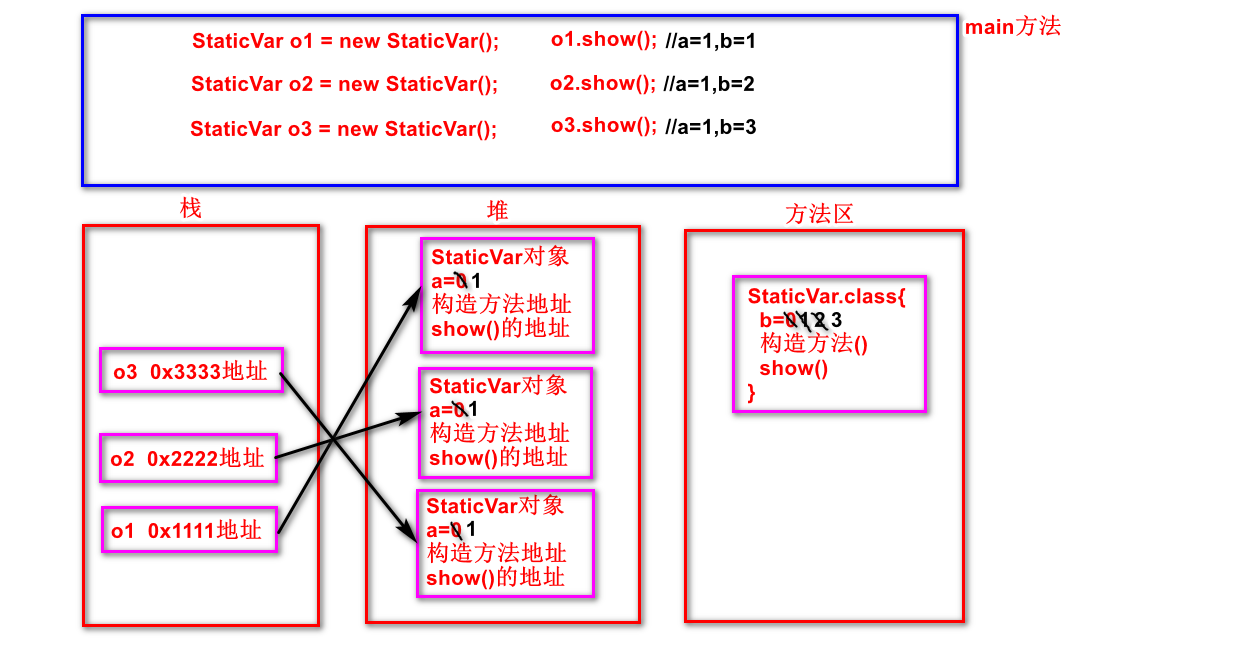 main方法
StaticVar o1 = new StaticVar(); o1.show(); //a=1,b=1
StaticVar o2 = new StaticVar(); o2.show(); //a=1,b=2
StaticVar o3 = new StaticVar(); o3.show(); //a=1,b=3
栈
o3 0x3333地址
o2 0x2222地址
o1 0x1111地址
堆
StaticVar对象
a=0 1
构造方法地址
show()的地址
StaticVar对象
a=0 1
构造方法地址
show()的地址
StaticVar对象
a=0 1
构造方法地址
show()的地址
方法区
StaticVar.class{
b=0 1 2 3
构造方法()
show()
}